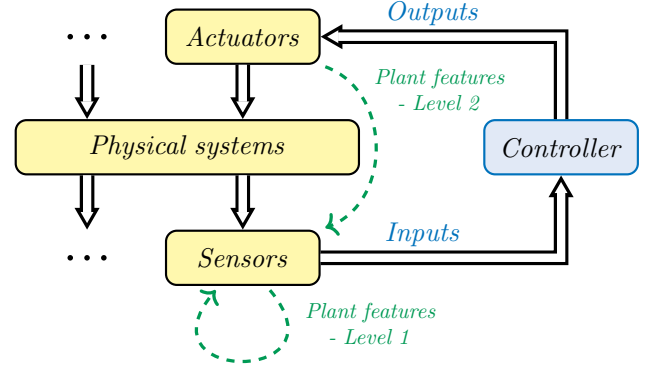 Outputs
...
Actuators
Plant features
- Level 2
Physical systems
Controller
Inputs
...
Sensors
Plant features
- Level 1